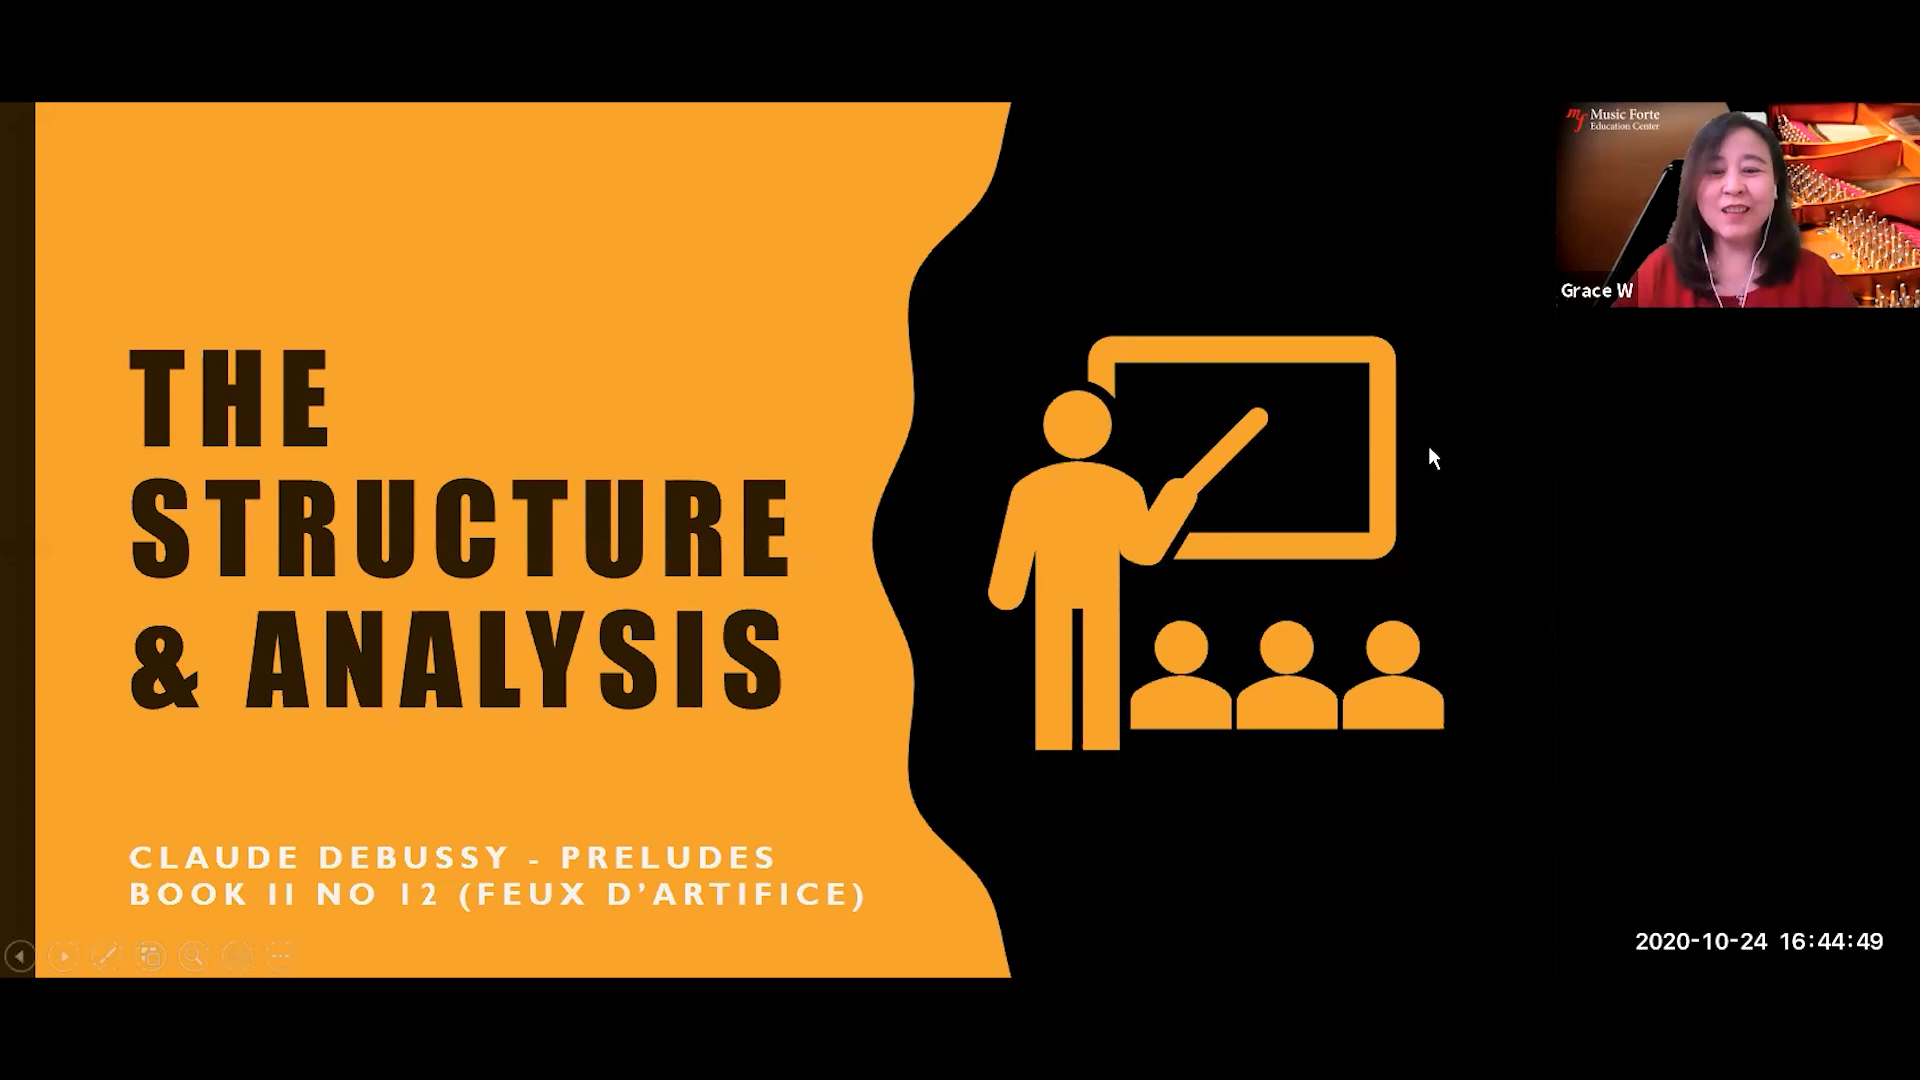 THE
STRUCTURE
& ANALYSIS
CLAUDE DEBUSSY - PRELUDES
BOOK II NO 12 (FEUX D’ARTIFICE)
mf Music Forte
Education Center
Grace W
2020-10-24 16:44:49